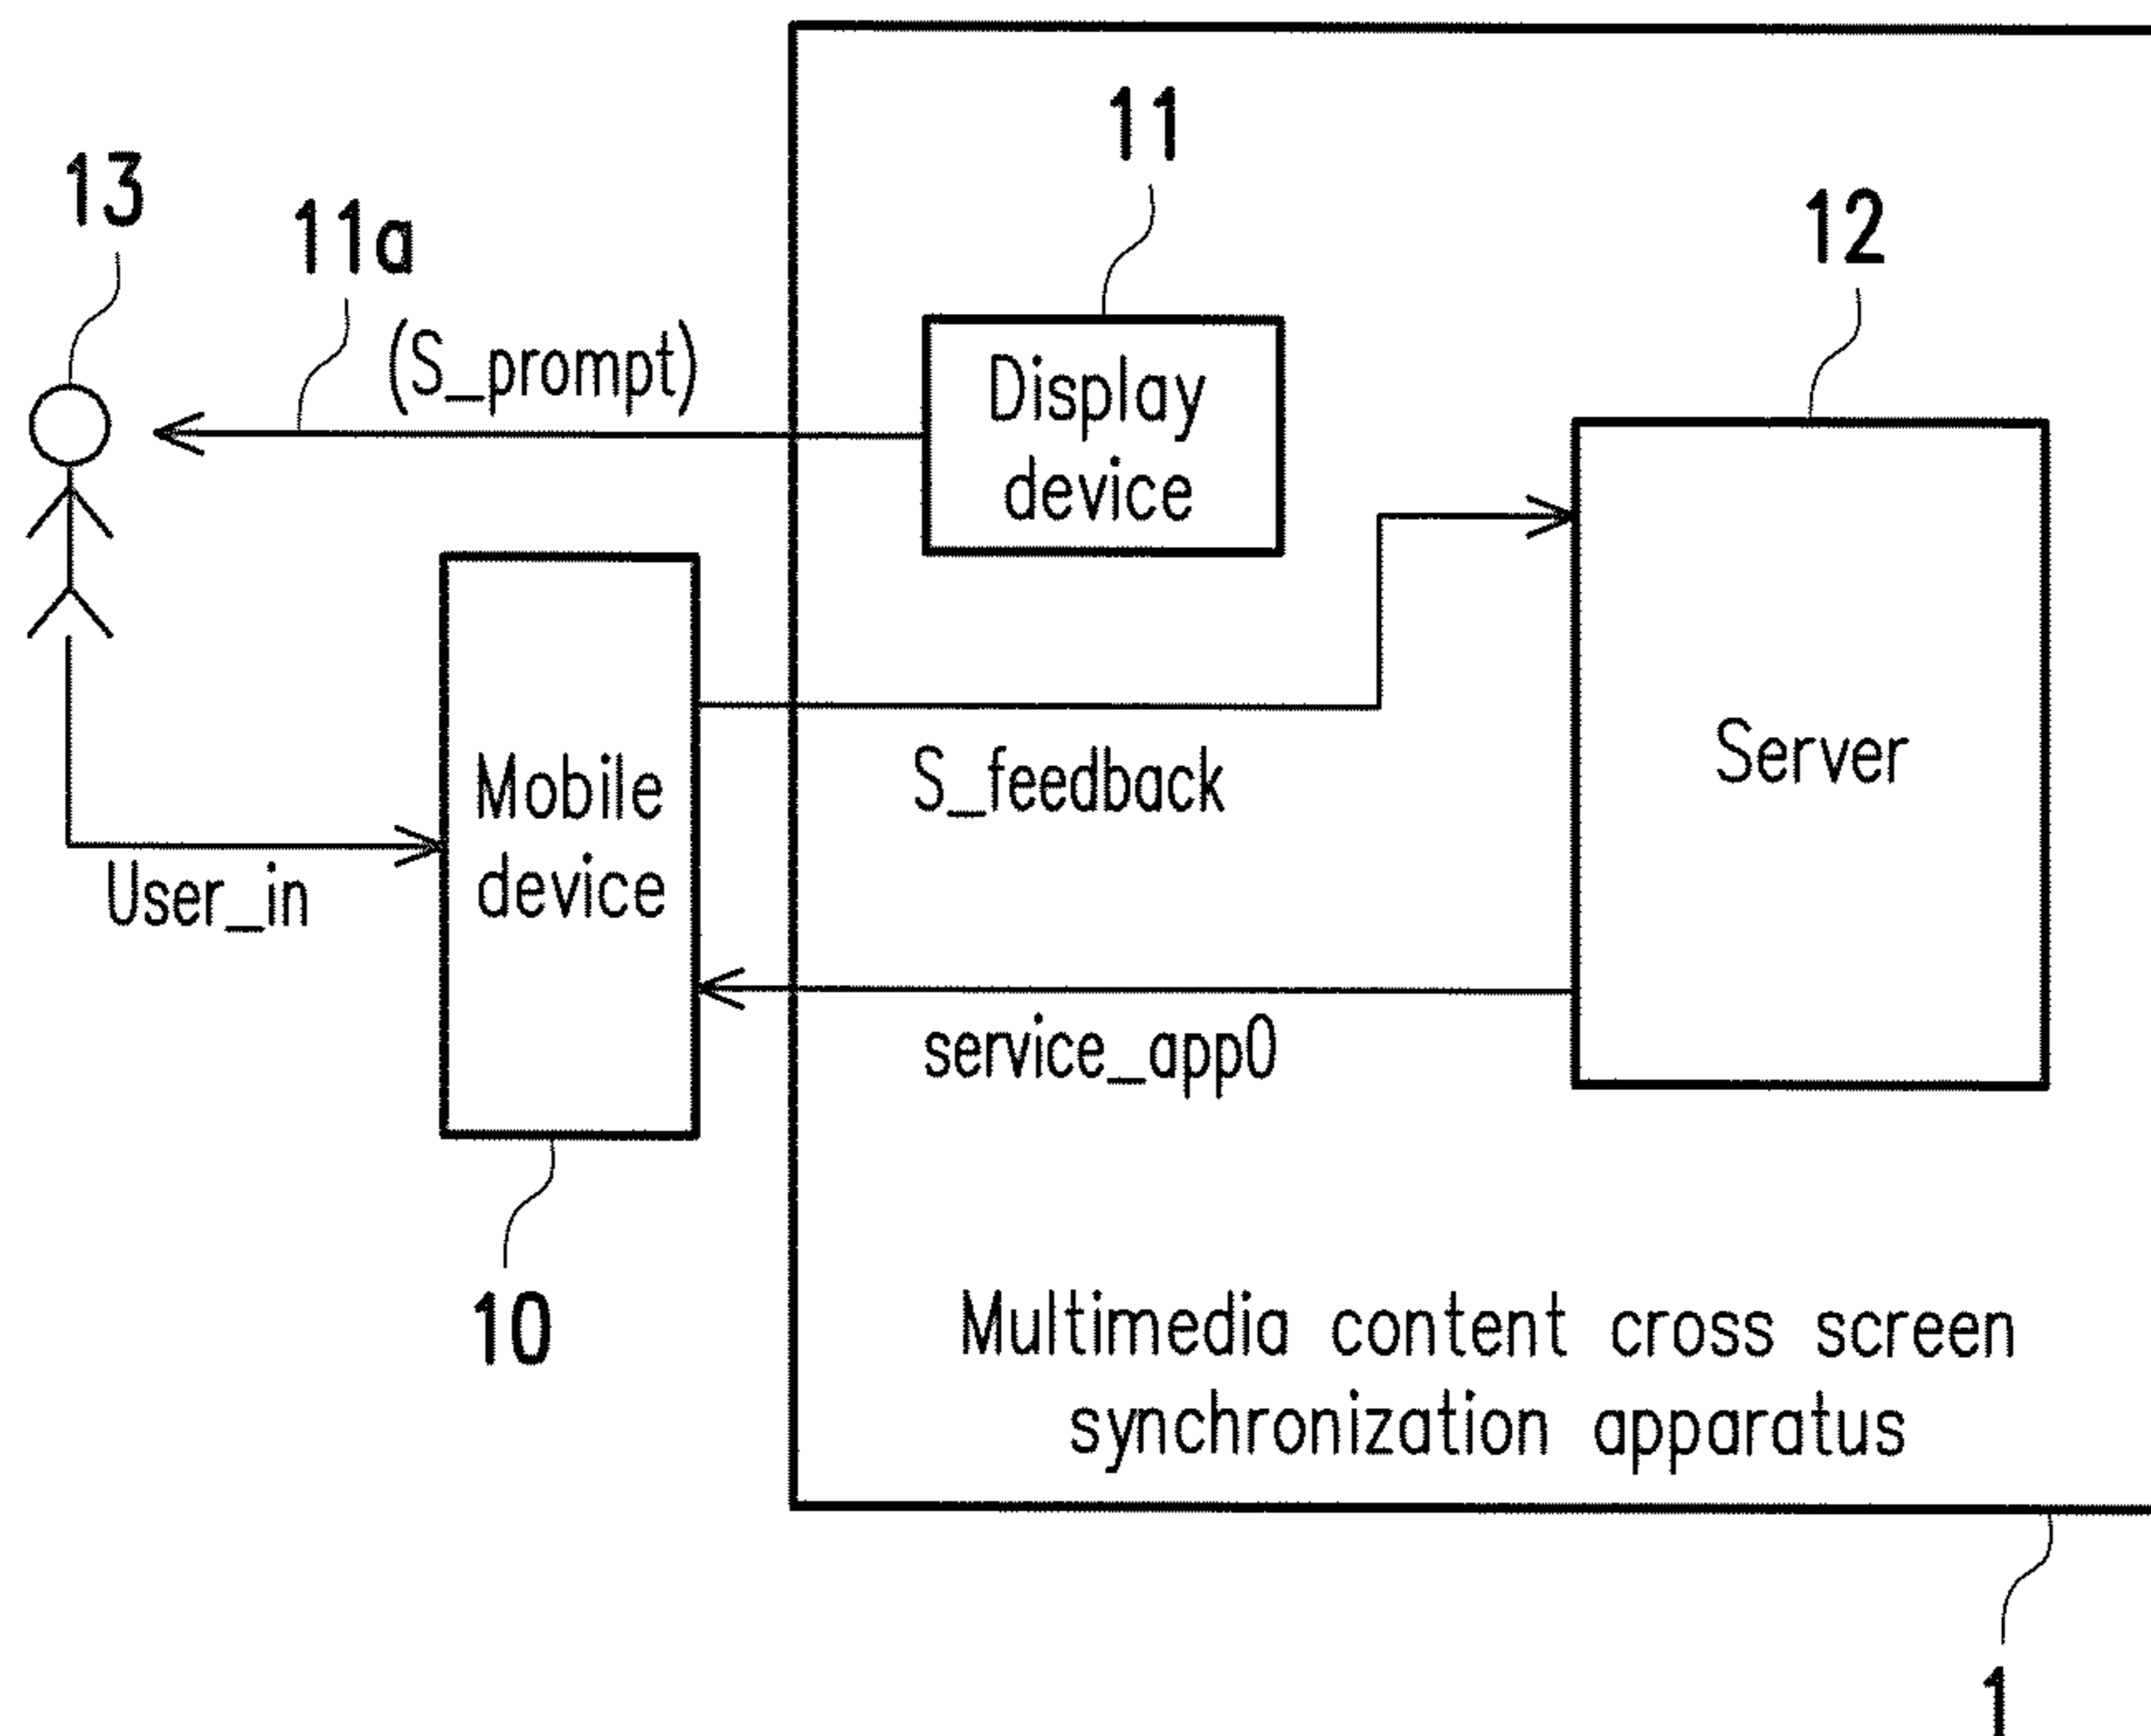 11
13
12
11a
(S_prompt)
Display
device
Mobile
device
S_feedback
Server
User_in
service_app0
10
Multimedia content cross screen
synchronization apparatus
1